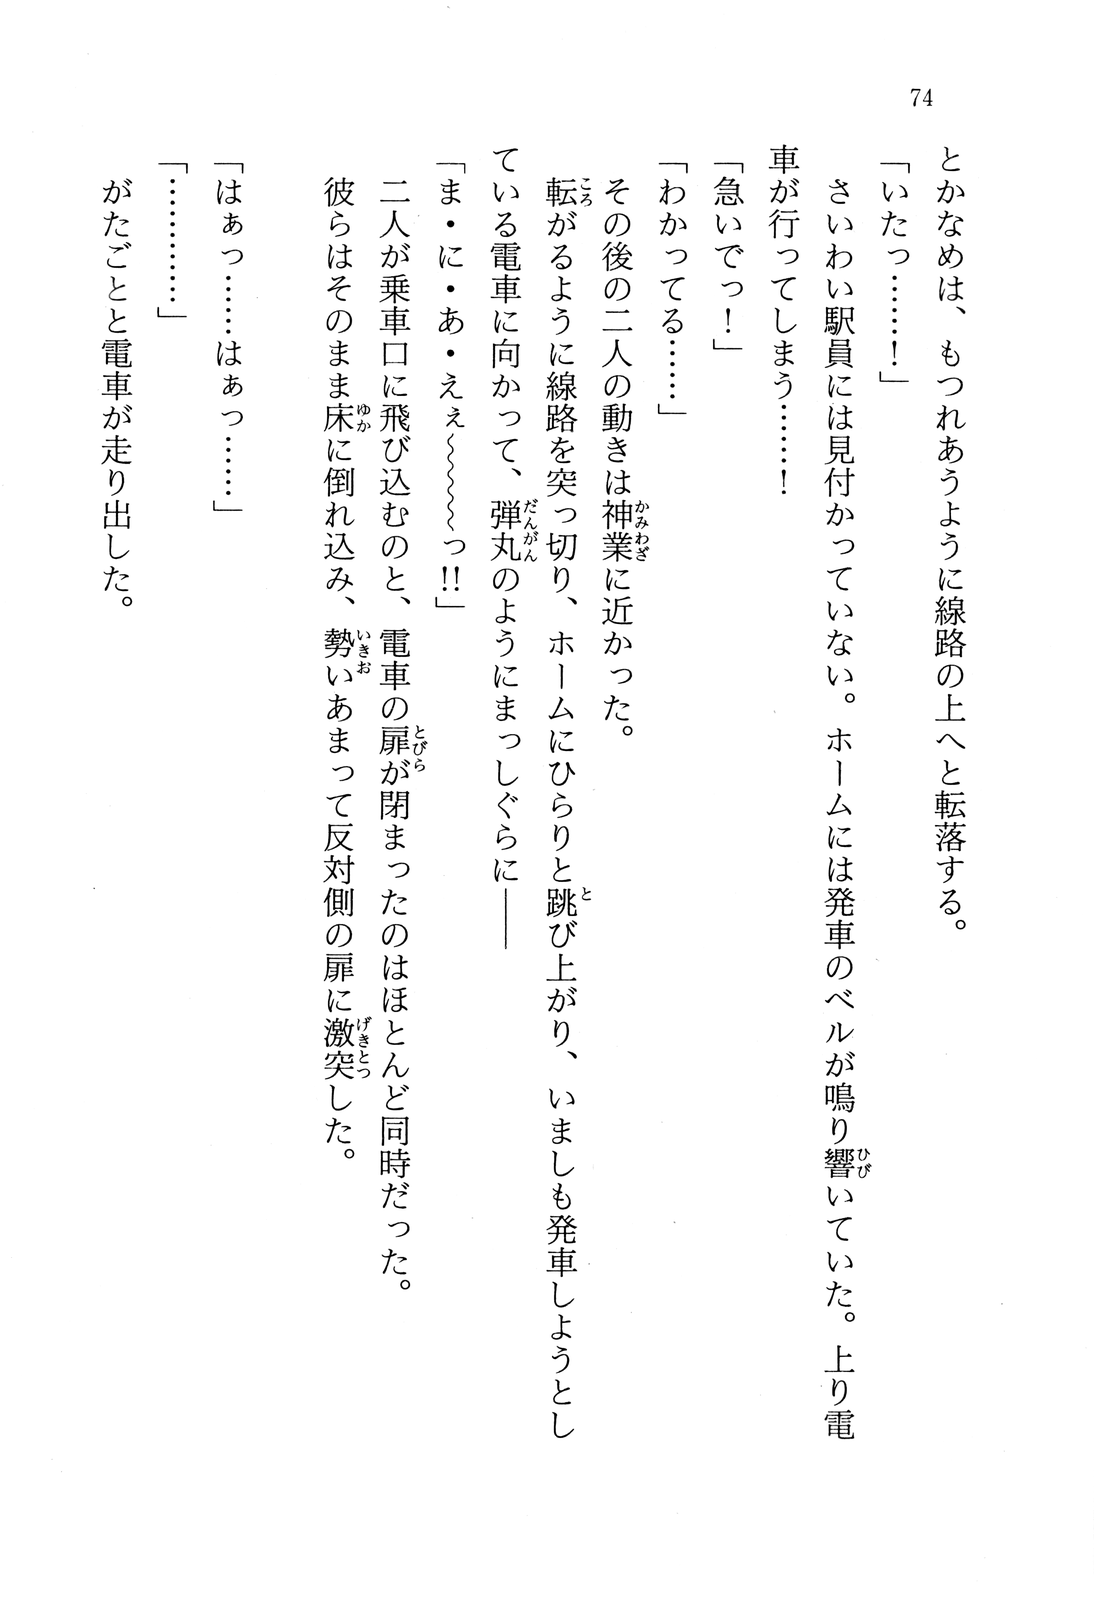 74
とかなめは、もつれあうように線路の上へと転落する。
「いたっ……！」
さいわい駅員には見付かっていない。ホームには発車のベルが鳴り響いていた。上り電
車が行ってしまう……！
「急いでっ！」
「わかってる……」
その後の二人の動きは神業に近かった。
転がるように線路を突っ切り、ホームにひらりと跳び上がり、いましも発車しようとし
ている電車に向かって、弾丸のようにまっしぐらに――
「ま・に・あ・えぇ～～～～っ!!」
二人が乗車口に飛び込むのと、電車の扉が閉まったのはほとんど同時だった。
彼らはそのまま床に倒れ込み、勢いあまって反対側の扉に激突した。
「はぁっ……はぁっ……」
「…………」
がたごとと電車が走り出した。